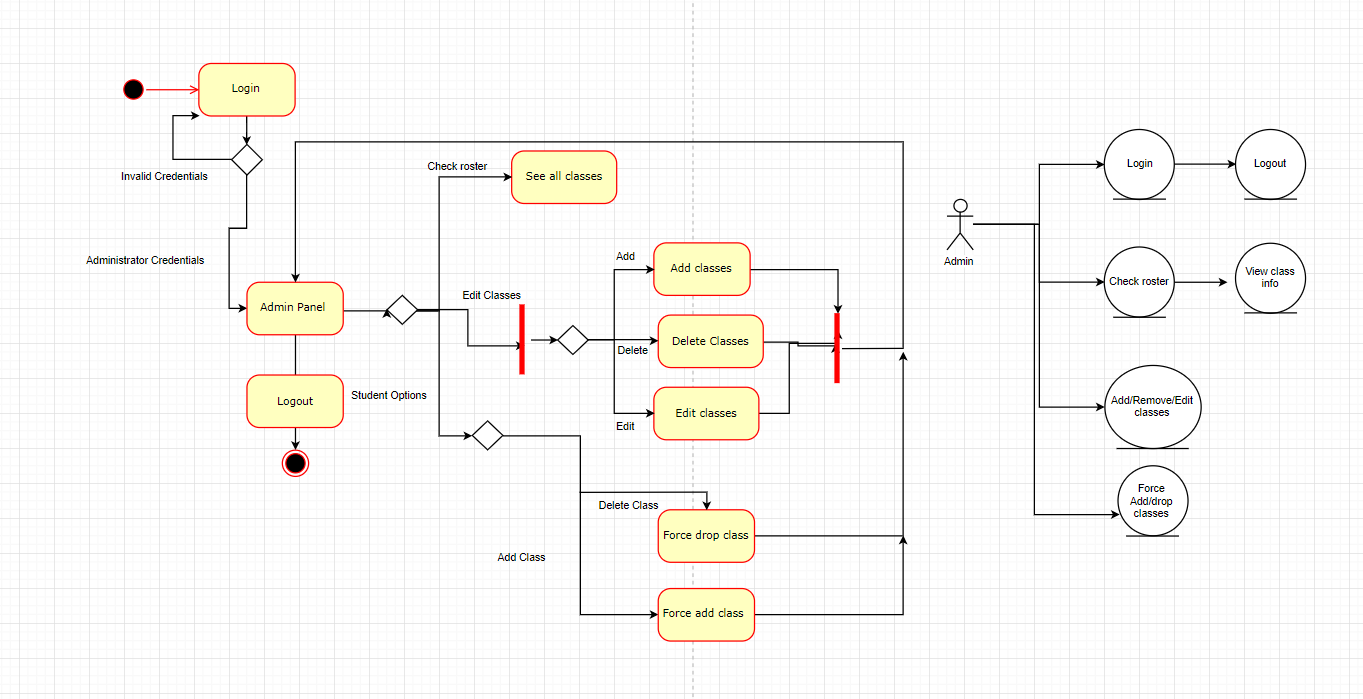 Login
Invalid Credentials
Administrator Credentials
Admin Panel
Logout
Student Options
Check roster
See all classes
Edit Classes
Add
Add classes
Delete
Delete Classes
Edit
Edit classes
Delete Class
Force drop class
Add Class
Force add class
Admin
Login
Logout
Check roster
View class
info
Add/Remove/Edit
classes
Force
Add/drop
classes